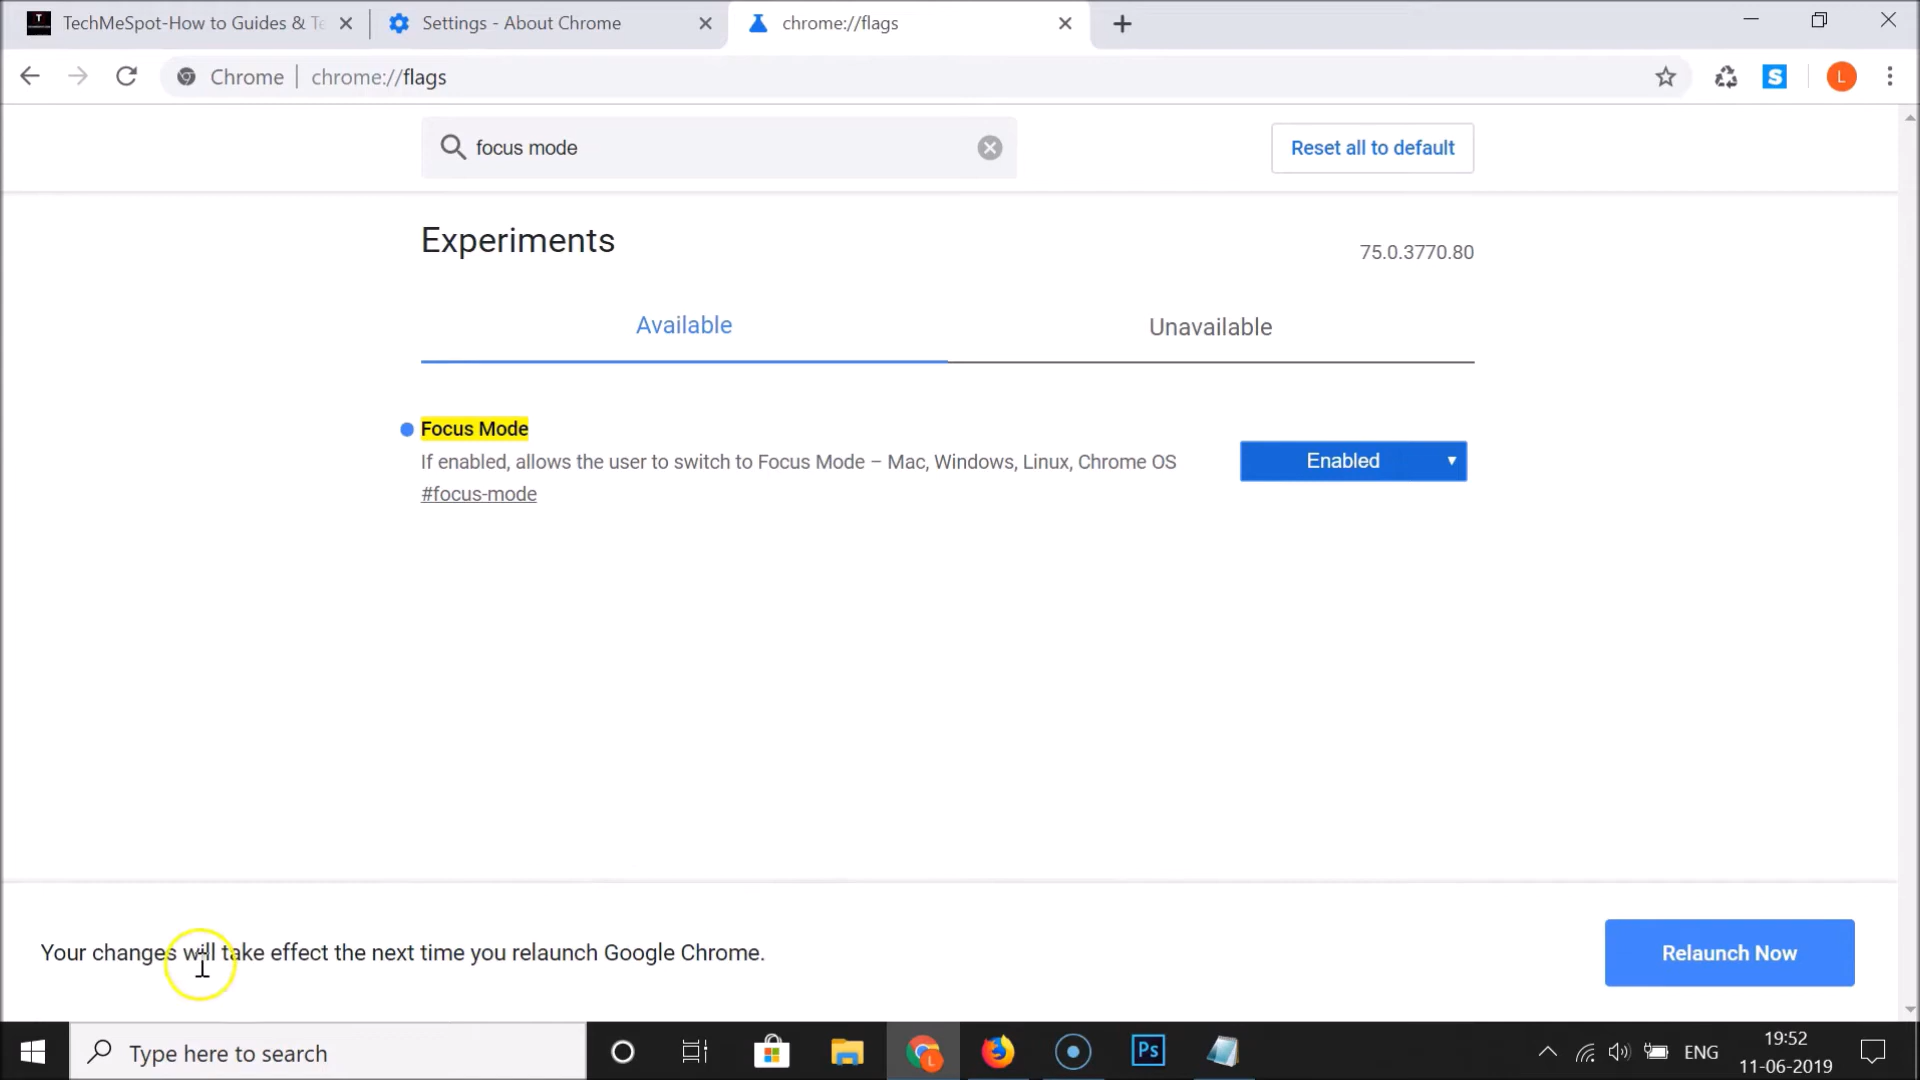 TechMeSpot-How to Guides & Te
Settings - About Chrome
chrome://flags
Chrome | chrome://flags
S
L
focus mode
Reset all to default
Experiments
75.0.3770.80
Available
Unavailable
Focus Mode
If enabled, allows the user to switch to Focus Mode – Mac, Windows, Linux, Chrome OS
#focus-mode
Enabled
Your changes will take effect the next time you relaunch Google Chrome.
Relaunch Now
Type here to search
L
Ps
ENG
19:52
11-06-2019